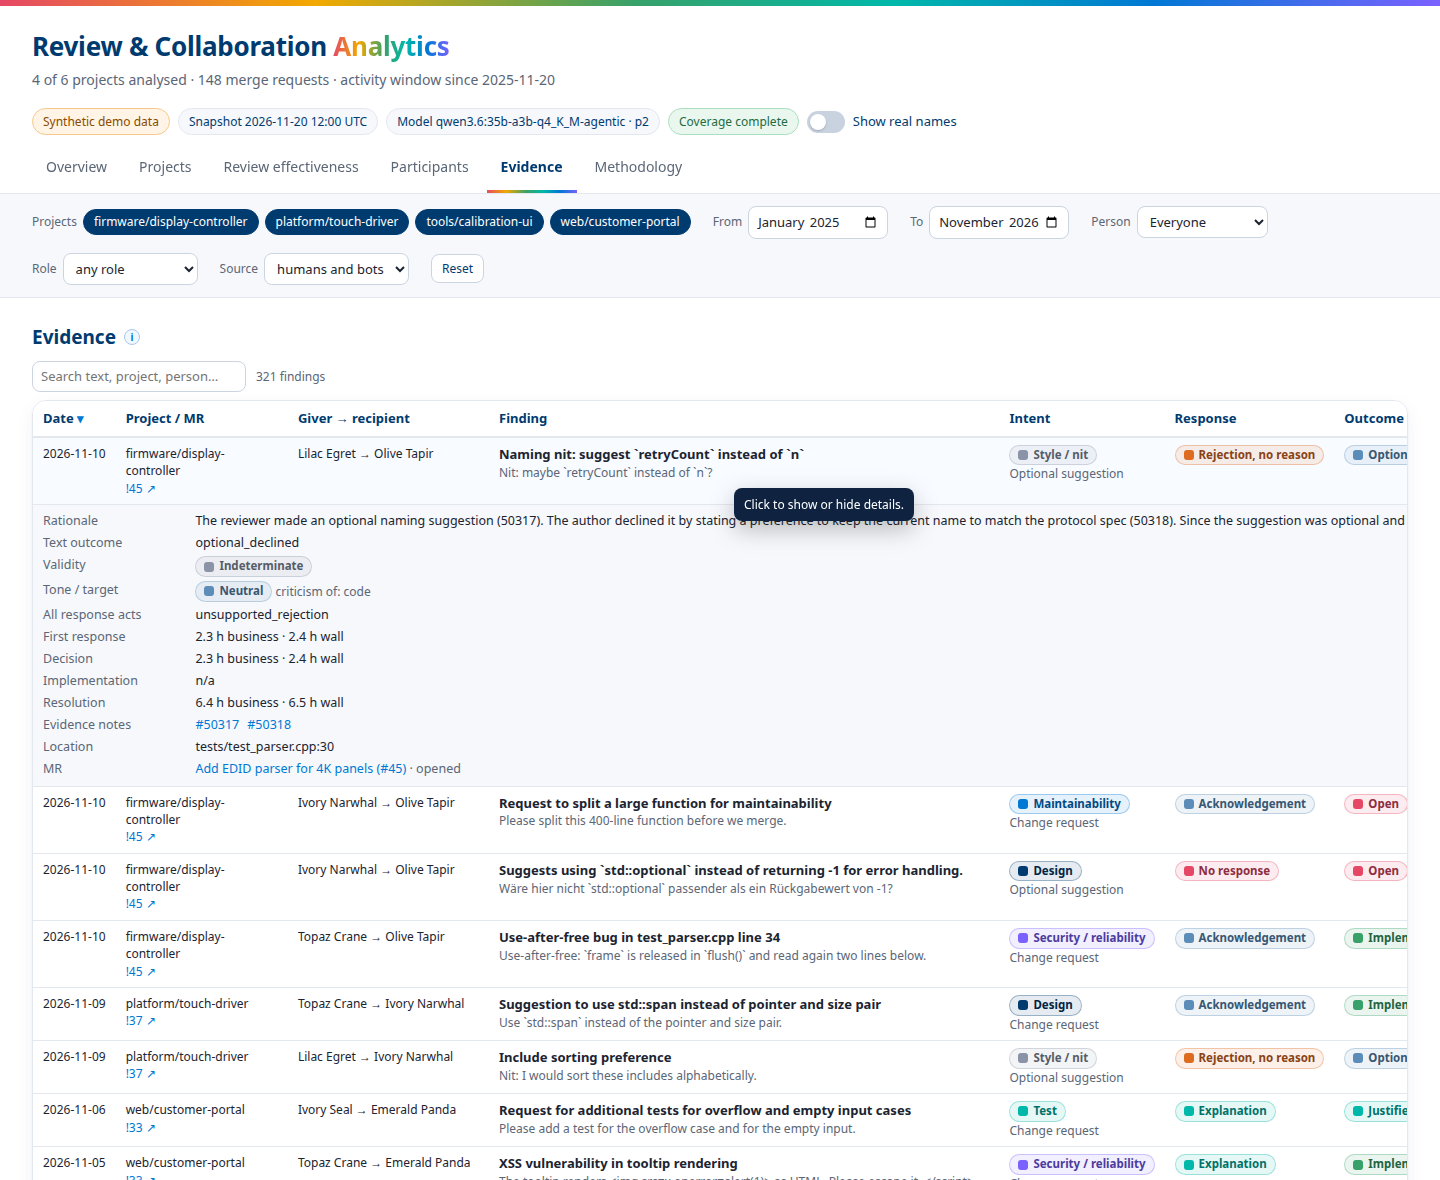 Review & Collaboration Analytics
4 of 6 projects analysed · 148 merge requests · activity window since 2025-11-20
Synthetic demo data
Snapshot 2026-11-20 12:00 UTC
Model qwen3.6:35b-a3b-q4_K_M-agentic · p2
Coverage complete
Show real names
Overview
Projects
Review effectiveness
Participants
Evidence
Methodology
Projects firmware/display-controller platform/touch-driver tools/calibration-ui web/customer-portal
From January 2025
To November 2026
Person Everyone
Role any role
Source humans and bots
Reset
Evidence i
Search text, project, person...
321 findings
Date ▼ Project / MR Giver → recipient Finding Intent Response Outcome
2026-11-10 firmware/display-controller !45 ↗ Lilac Egret → Olive Tapir
Naming nit: suggest `retryCount` instead of `n`
Nit: maybe `retryCount` instead of `n`?
Style / nit
Optional suggestion
Rejection, no reason
Option
Click to show or hide details.
Rationale The reviewer made an optional naming suggestion (50317). The author declined it by stating a preference to keep the current name to match the protocol spec (50318). Since the suggestion was optional and
Text outcome optional_declined
Validity Indeterminate
Tone / target Neutral criticism of: code
All response acts unsupported_rejection
First response 2.3 h business · 2.4 h wall
Decision 2.3 h business · 2.4 h wall
Implementation n/a
Resolution 6.4 h business · 6.5 h wall
Evidence notes #50317 #50318
Location tests/test_parser.cpp:30
MR Add EDID parser for 4K panels (#45) · opened
2026-11-10 firmware/display-controller !45 ↗ Ivory Narwhal → Olive Tapir
Request to split a large function for maintainability
Please split this 400-line function before we merge.
Maintainability
Change request
Acknowledgement
Open
2026-11-10 firmware/display-controller !45 ↗ Ivory Narwhal → Olive Tapir
Suggests using `std::optional` instead of returning -1 for error handling.
Wäre hier nicht `std::optional` passender als ein Rückgabewert von -1?
Design
Optional suggestion
No response
Open
2026-11-10 firmware/display-controller !45 ↗ Topaz Crane → Olive Tapir
Use-after-free bug in test_parser.cpp line 34
Use-after-free: `frame` is released in `flush()` and read again two lines below.
Security / reliability
Change request
Acknowledgement
Implem
2026-11-09 platform/touch-driver !37 ↗ Topaz Crane → Ivory Narwhal
Suggestion to use std::span instead of pointer and size pair
Use `std::span` instead of the pointer and size pair.
Design
Change request
Acknowledgement
Implem
2026-11-09 platform/touch-driver !37 ↗ Lilac Egret → Ivory Narwhal
Include sorting preference
Nit: I would sort these includes alphabetically.
Style / nit
Optional suggestion
Rejection, no reason
Option
2026-11-06 web/customer-portal !33 ↗ Ivory Seal → Emerald Panda
Request for additional tests for overflow and empty input cases
Please add a test for the overflow case and for the empty input.
Test
Change request
Explanation
Justifie
2026-11-05 web/customer-portal Topaz Crane → Emerald Panda
XSS vulnerability in tooltip rendering
Security / reliability
Explanation
Implem